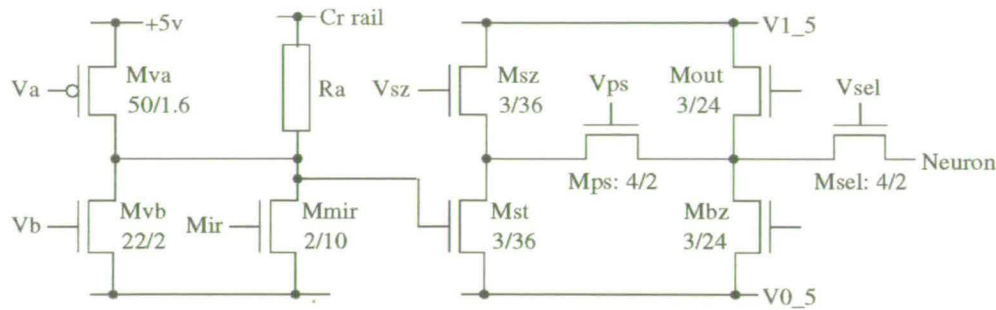 +5v
Cr rail
V1_5
Va
Mva
50/1.6
Ra
Vsz
Msz
3/36
Vps
Mout
3/24
Vsel
Neuron
Mps: 4/2
Msel: 4/2
Vb
Mvb
22/2
Mir
Mmir
2/10
Mst
3/36
Mbz
3/24
V0_5